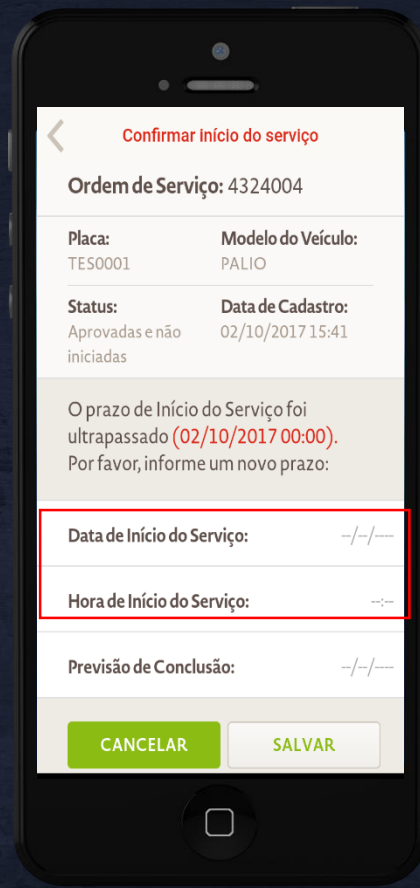 Confirmar início do serviço
Ordem de Serviço: 4324004
Placa: Modelo do Veículo:
TES0001 PALIO
Status: Data de Cadastro:
Aprovadas e não 02/10/2017 15:41
iniciadas
O prazo de Início do Serviço foi
ultrapassado (02/10/2017 00:00).
Por favor, informe um novo prazo:
Data de Início do Serviço: --/--/----
Hora de Início do Serviço: --:--
Previsão de Conclusão: --/--/----
CANCELAR SALVAR